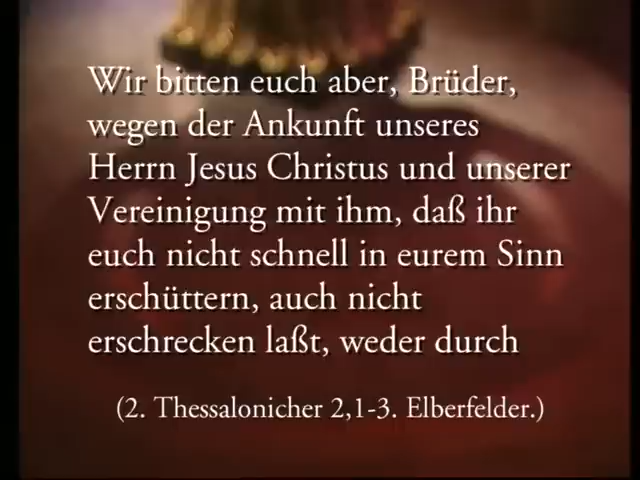 Wir bitten euch aber, Brüder,
wegen der Ankunft unseres
Herrn Jesus Christus und unserer
Vereinigung mit ihm, daß ihr
euch nicht schnell in eurem Sinn
erschüttern, auch nicht
erschrecken laßt, weder durch
(2. Thessalonicher 2,1-3. Elberfelder.)